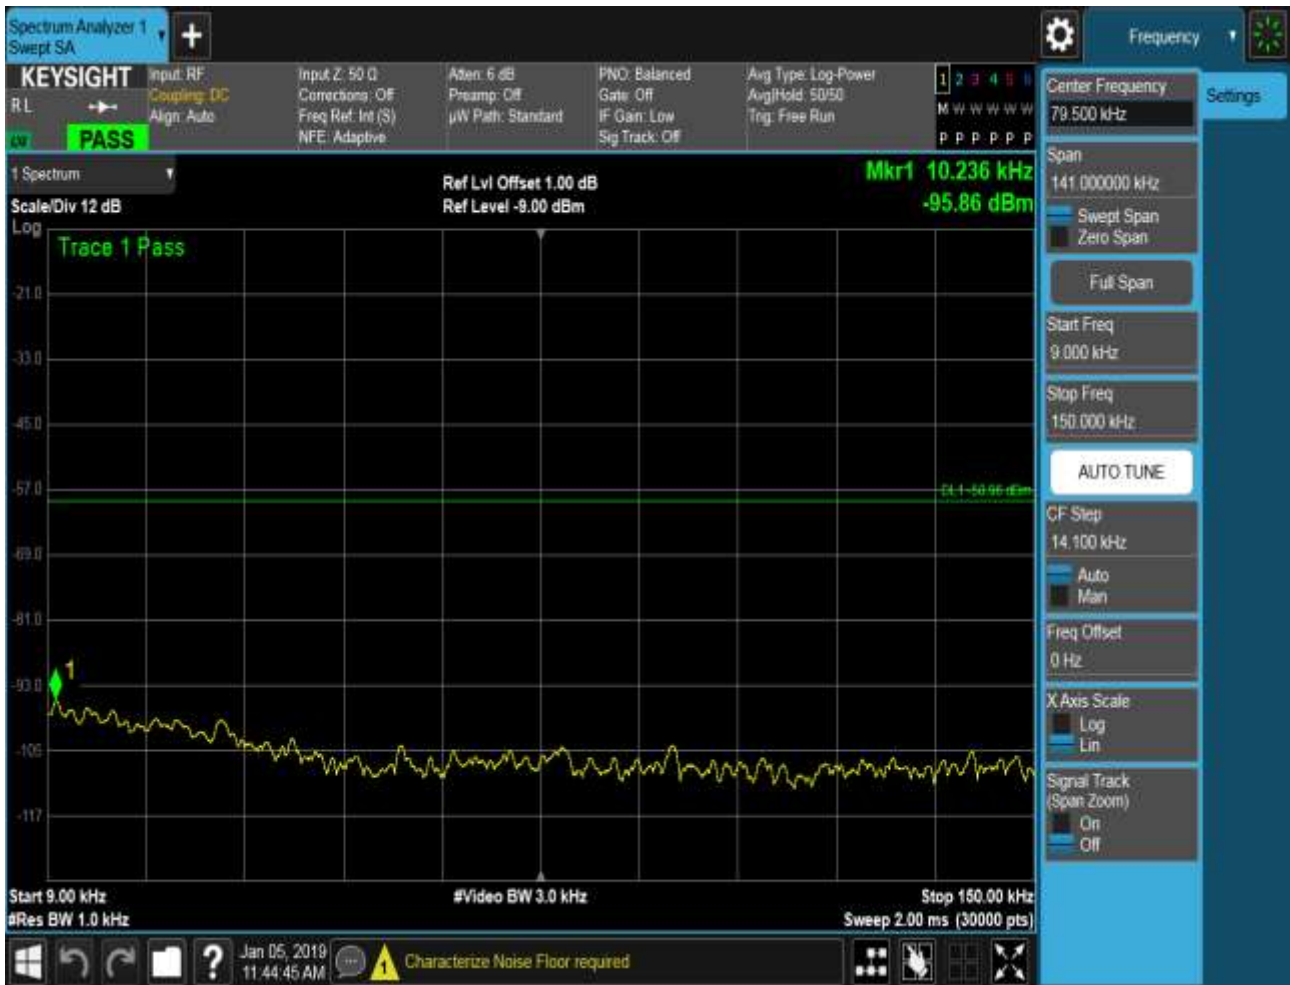 Spectrum Analyzer 1
Swept SA
Frequency
KEYSIGHT
Input: RF
Coupling: DC
Align: Auto
Input Z: 50 Ω
Corrections: Off
Freq Ref: Int (S)
NFE: Adaptive
Atten: 6 dB
Preamp: Off
µW Path: Standard
PNO: Balanced
Gate: Off
IF Gain: Low
Sig Track: Off
Avg Type: Log-Power
Avg|Hold: 50/50
Trig: Free Run
1 2 3 4 5 6
M W W W W W
P P P P P P
R L
PASS
1 Spectrum
Scale/Div 12 dB
Ref Lvl Offset 1.00 dB
Ref Level -9.00 dBm
Mkr1 10.236 kHz
-95.86 dBm
Log
Trace 1 Pass
-21.0
-33.0
-45.0
-57.0
-69.0
-81.0
-93.0
-105
-117
1
Start 9.00 kHz
#Res BW 1.0 kHz
#Video BW 3.0 kHz
Stop 150.00 kHz
Sweep 2.00 ms (30000 pts)
Center Frequency
79.500 kHz
Settings
Span
141.000000 kHz
Swept Span
Zero Span
Full Span
Start Freq
9.000 kHz
Stop Freq
150.000 kHz
AUTO TUNE
CF Step
14.100 kHz
Auto
Man
Freq Offset
0 Hz
X Axis Scale
Log
Lin
Signal Track
(Span Zoom)
On
Off
?
Jan 05, 2019
11:44:45 AM
1
Characterize Noise Floor required